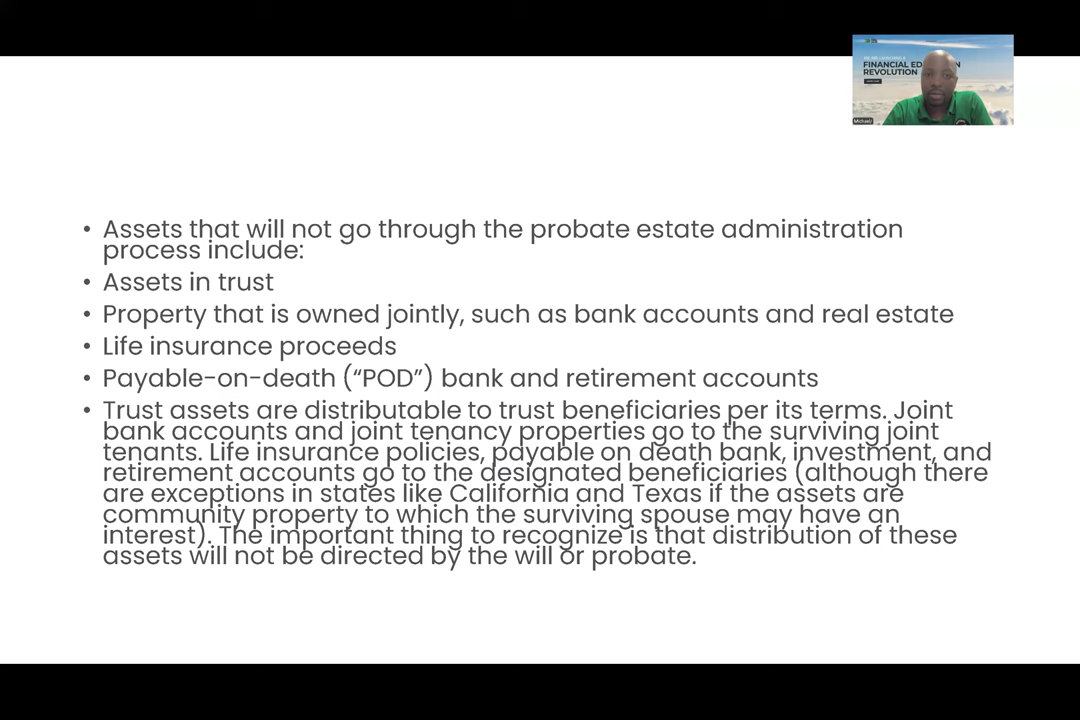 FINANCIAL ED N
REVOLUTION
Michael
• Assets that will not go through the probate estate administration
process include:
• Assets in trust
• Property that is owned jointly, such as bank accounts and real estate
• Life insurance proceeds
• Payable-on-death (“POD”) bank and retirement accounts
• Trust assets are distributable to trust beneficiaries per its terms. Joint
bank accounts and joint tenancy properties go to the surviving joint
tenants. Life insurance policies, payable on death bank, investment, and
retirement accounts go to the designated beneficiaries (although there
are exceptions in states like California and Texas if the assets are
community property to which the surviving spouse may have an
interest). The important thing to recognize is that distribution of these
assets will not be directed by the will or probate.